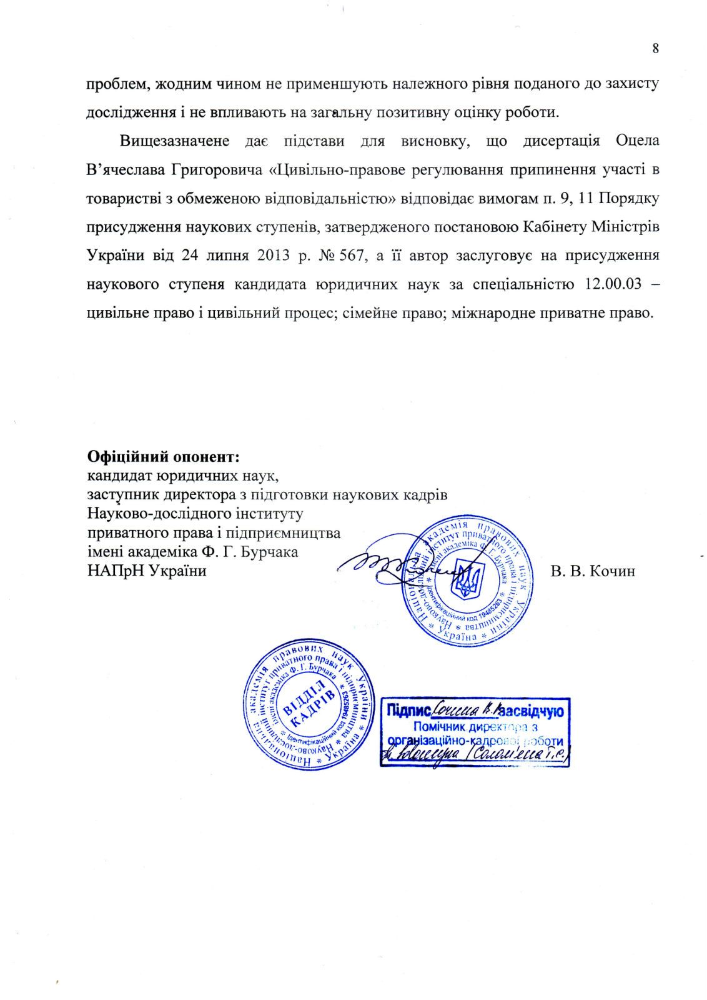 8
проблем, жодним чином не применшують належного рівня поданого до захисту
дослідження і не впливають на загальну позитивну оцінку роботи.
Вищезазначене дає підстави для висновку, що дисертація Оцела
В’ячеслава Григоровича «Цивільно-правове регулювання припинення участі в
товаристві з обмеженою відповідальністю» відповідає вимогам п. 9, 11 Порядку
присудження наукових ступенів, затвердженого постановою Кабінету Міністрів
України від 24 липня 2013 р. № 567, а її автор заслуговує на присудження
наукового ступеня кандидата юридичних наук за спеціальністю 12.00.03 –
цивільне право і цивільний процес; сімейне право; міжнародне приватне право.
Офіційний опонент:
кандидат юридичних наук,
заступник директора з підготовки наукових кадрів
Науково-дослідного інституту
приватного права і підприємництва
імені академіка Ф. Г. Бурчака
НАПрН України
В. В. Кочин
Національна академія правових наук України * Україна *
Науково-дослідний інститут приватного права і підприємництва *
імені академіка Ф. Г. Бурчака *
Ідентифікаційний код 19485263 *
Національна академія правових наук України * Україна *
Науково-дослідний інститут приватного права і підприємництва *
імені академіка Ф. Г. Бурчака *
Ідентифікаційний код 19485263 *
ВІДДІЛ
КАДРІВ
Підпис Кочина В.В. засвідчую
Помічник директора з
організаційно-кадрової роботи
(Солом'яна Т.С.)